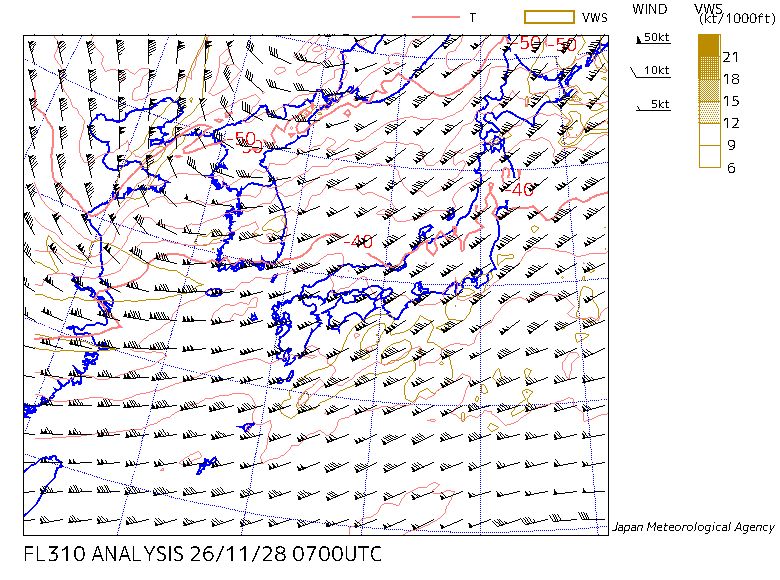 T
VWS
WIND
VWS
(kt/1000ft)
50kt
10kt
5kt
21
18
15
12
9
6
-50
-50
-50
-40
-40
Japan Meteorological Agency
FL310 ANALYSIS 26/11/28 0700UTC